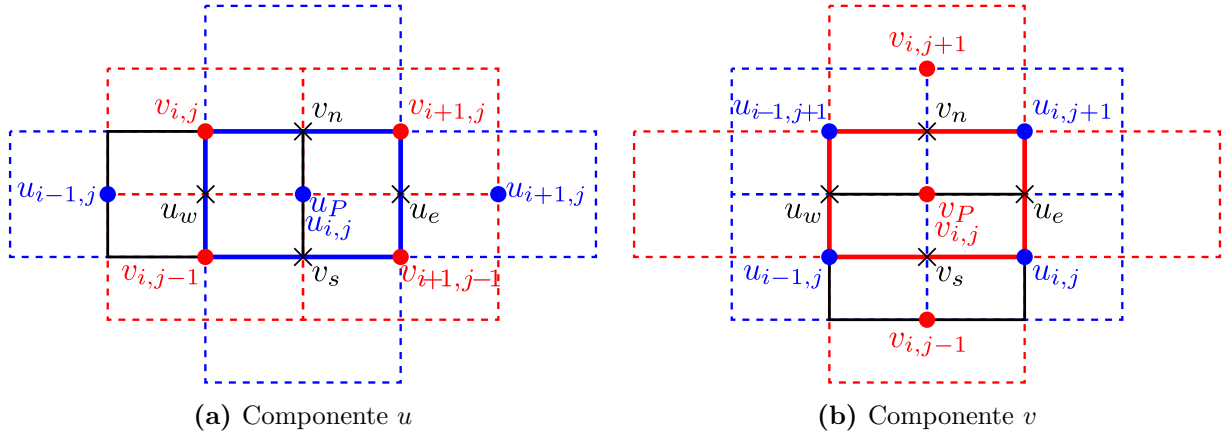 v_{i,j} v_n v_{i+1,j}
u_{i-1,j} u_w u_P u_e u_{i+1,j}
u_{i,j}
v_{i,j-1} v_s v_{i+1,j-1}
(a) Componente u
v_{i,j+1}
u_{i-1,j+1} v_n u_{i,j+1}
u_w v_P u_e
v_{i,j}
u_{i-1,j} v_s u_{i,j}
v_{i,j-1}
(b) Componente v